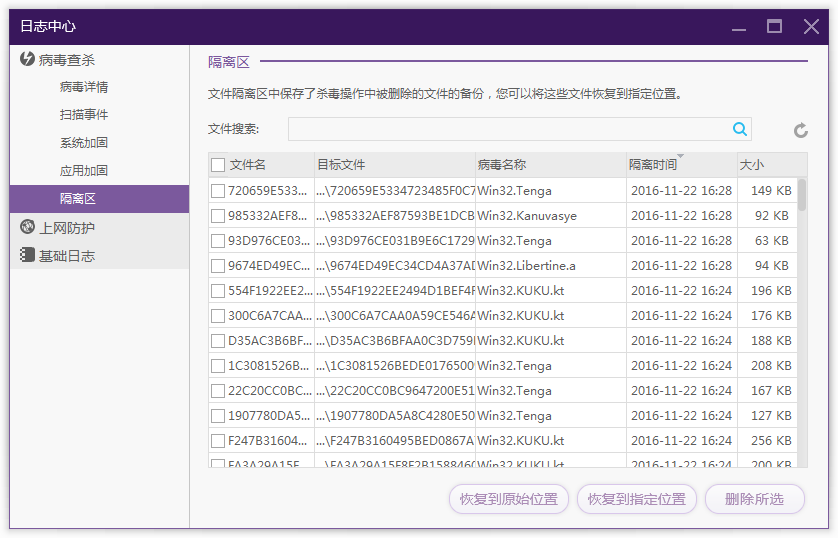 日志中心
病毒查杀
病毒详情
扫描事件
系统加固
应用加固
隔离区
上网防护
基础日志
隔离区
文件隔离区中保存了杀毒操作中被删除的文件的备份，您可以将这些文件恢复到指定位置。
文件搜索:
文件名 目标文件 病毒名称 隔离时间 大小
720659E533... ...\720659E5334723485F0C7 Win32.Tenga 2016-11-22 16:28 149 KB
985332AEF8... ...\985332AEF87593BE1DCB Win32.Kanuvasye 2016-11-22 16:28 92 KB
93D976CE03... ...\93D976CE031B9E6C1729 Win32.Tenga 2016-11-22 16:28 63 KB
9674ED49EC... ...\9674ED49EC34CD4A37AD Win32.Libertine.a 2016-11-22 16:28 94 KB
554F1922EE2... ...\554F1922EE2494D1BEF4F Win32.KUKU.kt 2016-11-22 16:24 196 KB
300C6A7CAA... ...\300C6A7CAA0A59CE546A Win32.KUKU.kt 2016-11-22 16:24 176 KB
D35AC3B6BF... ...\D35AC3B6BFAA0C3D759 Win32.KUKU.kt 2016-11-22 16:24 188 KB
1C3081526B... ...\1C3081526BEDE0176500 Win32.Tenga 2016-11-22 16:24 208 KB
22C20CC0BC... ...\22C20CC0BC9647200E51 Win32.Tenga 2016-11-22 16:24 167 KB
1907780DA5... ...\1907780DA5A8C4280E50 Win32.Tenga 2016-11-22 16:24 127 KB
F247B31604... ...\F247B3160495BED0867A Win32.KUKU.kt 2016-11-22 16:24 256 KB
FA3A29A15F... ...\FA3A29A15F8F2B158846 Win32.KUKU.kt 2016-11-22 16:24 200 KB
恢复到原始位置 恢复到指定位置 删除所选